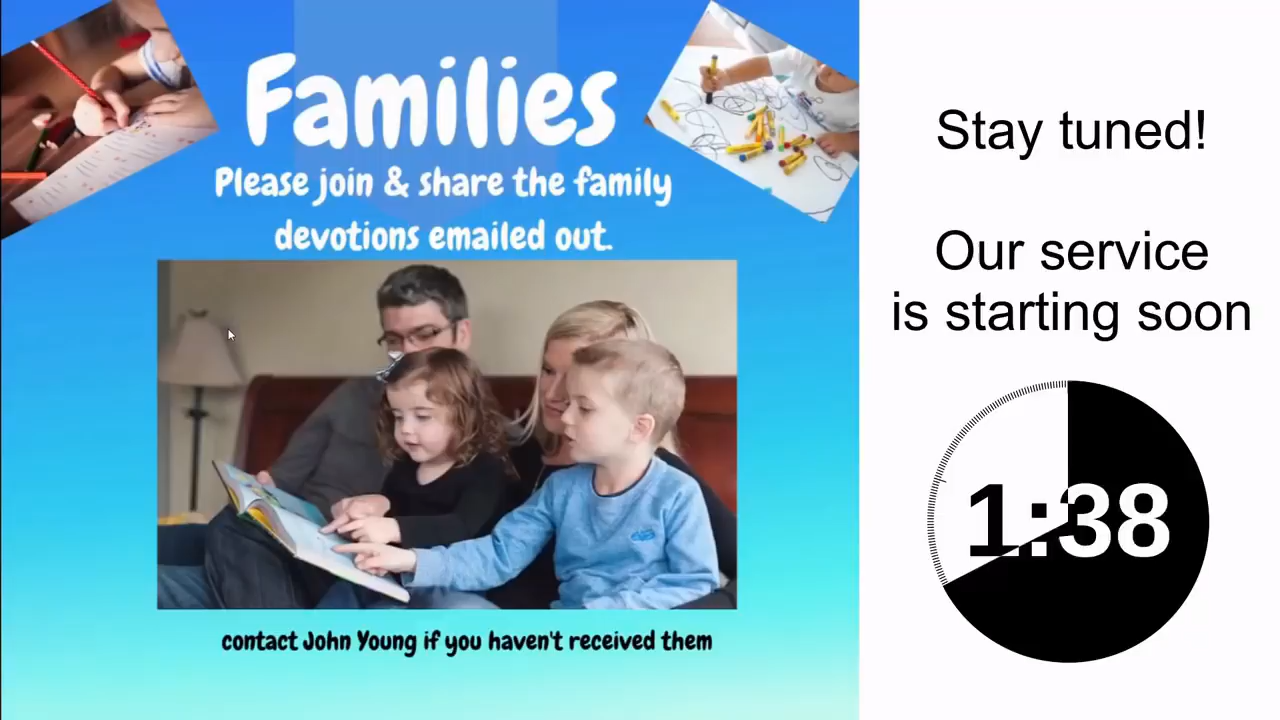 Families
Please join & share the family
devotions emailed out.
contact John Young if you haven't received them
Stay tuned!
Our service
is starting soon
1:38